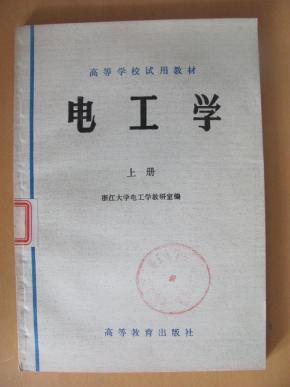 高等学校试用教材
电工学
上册
浙江大学电工学教研室编
高等教育出版社